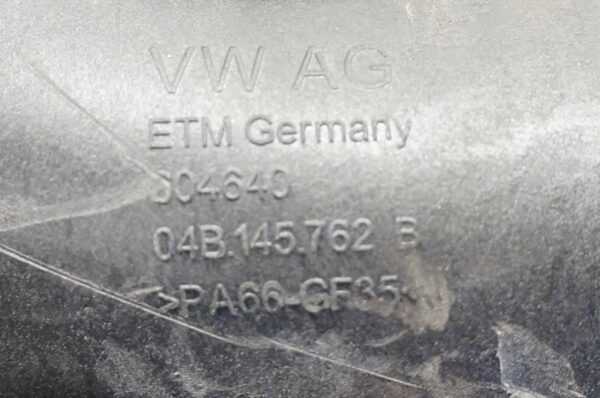 VW AG
ETM Germany
504640
04B.145.762 B
>PA66-GF35<